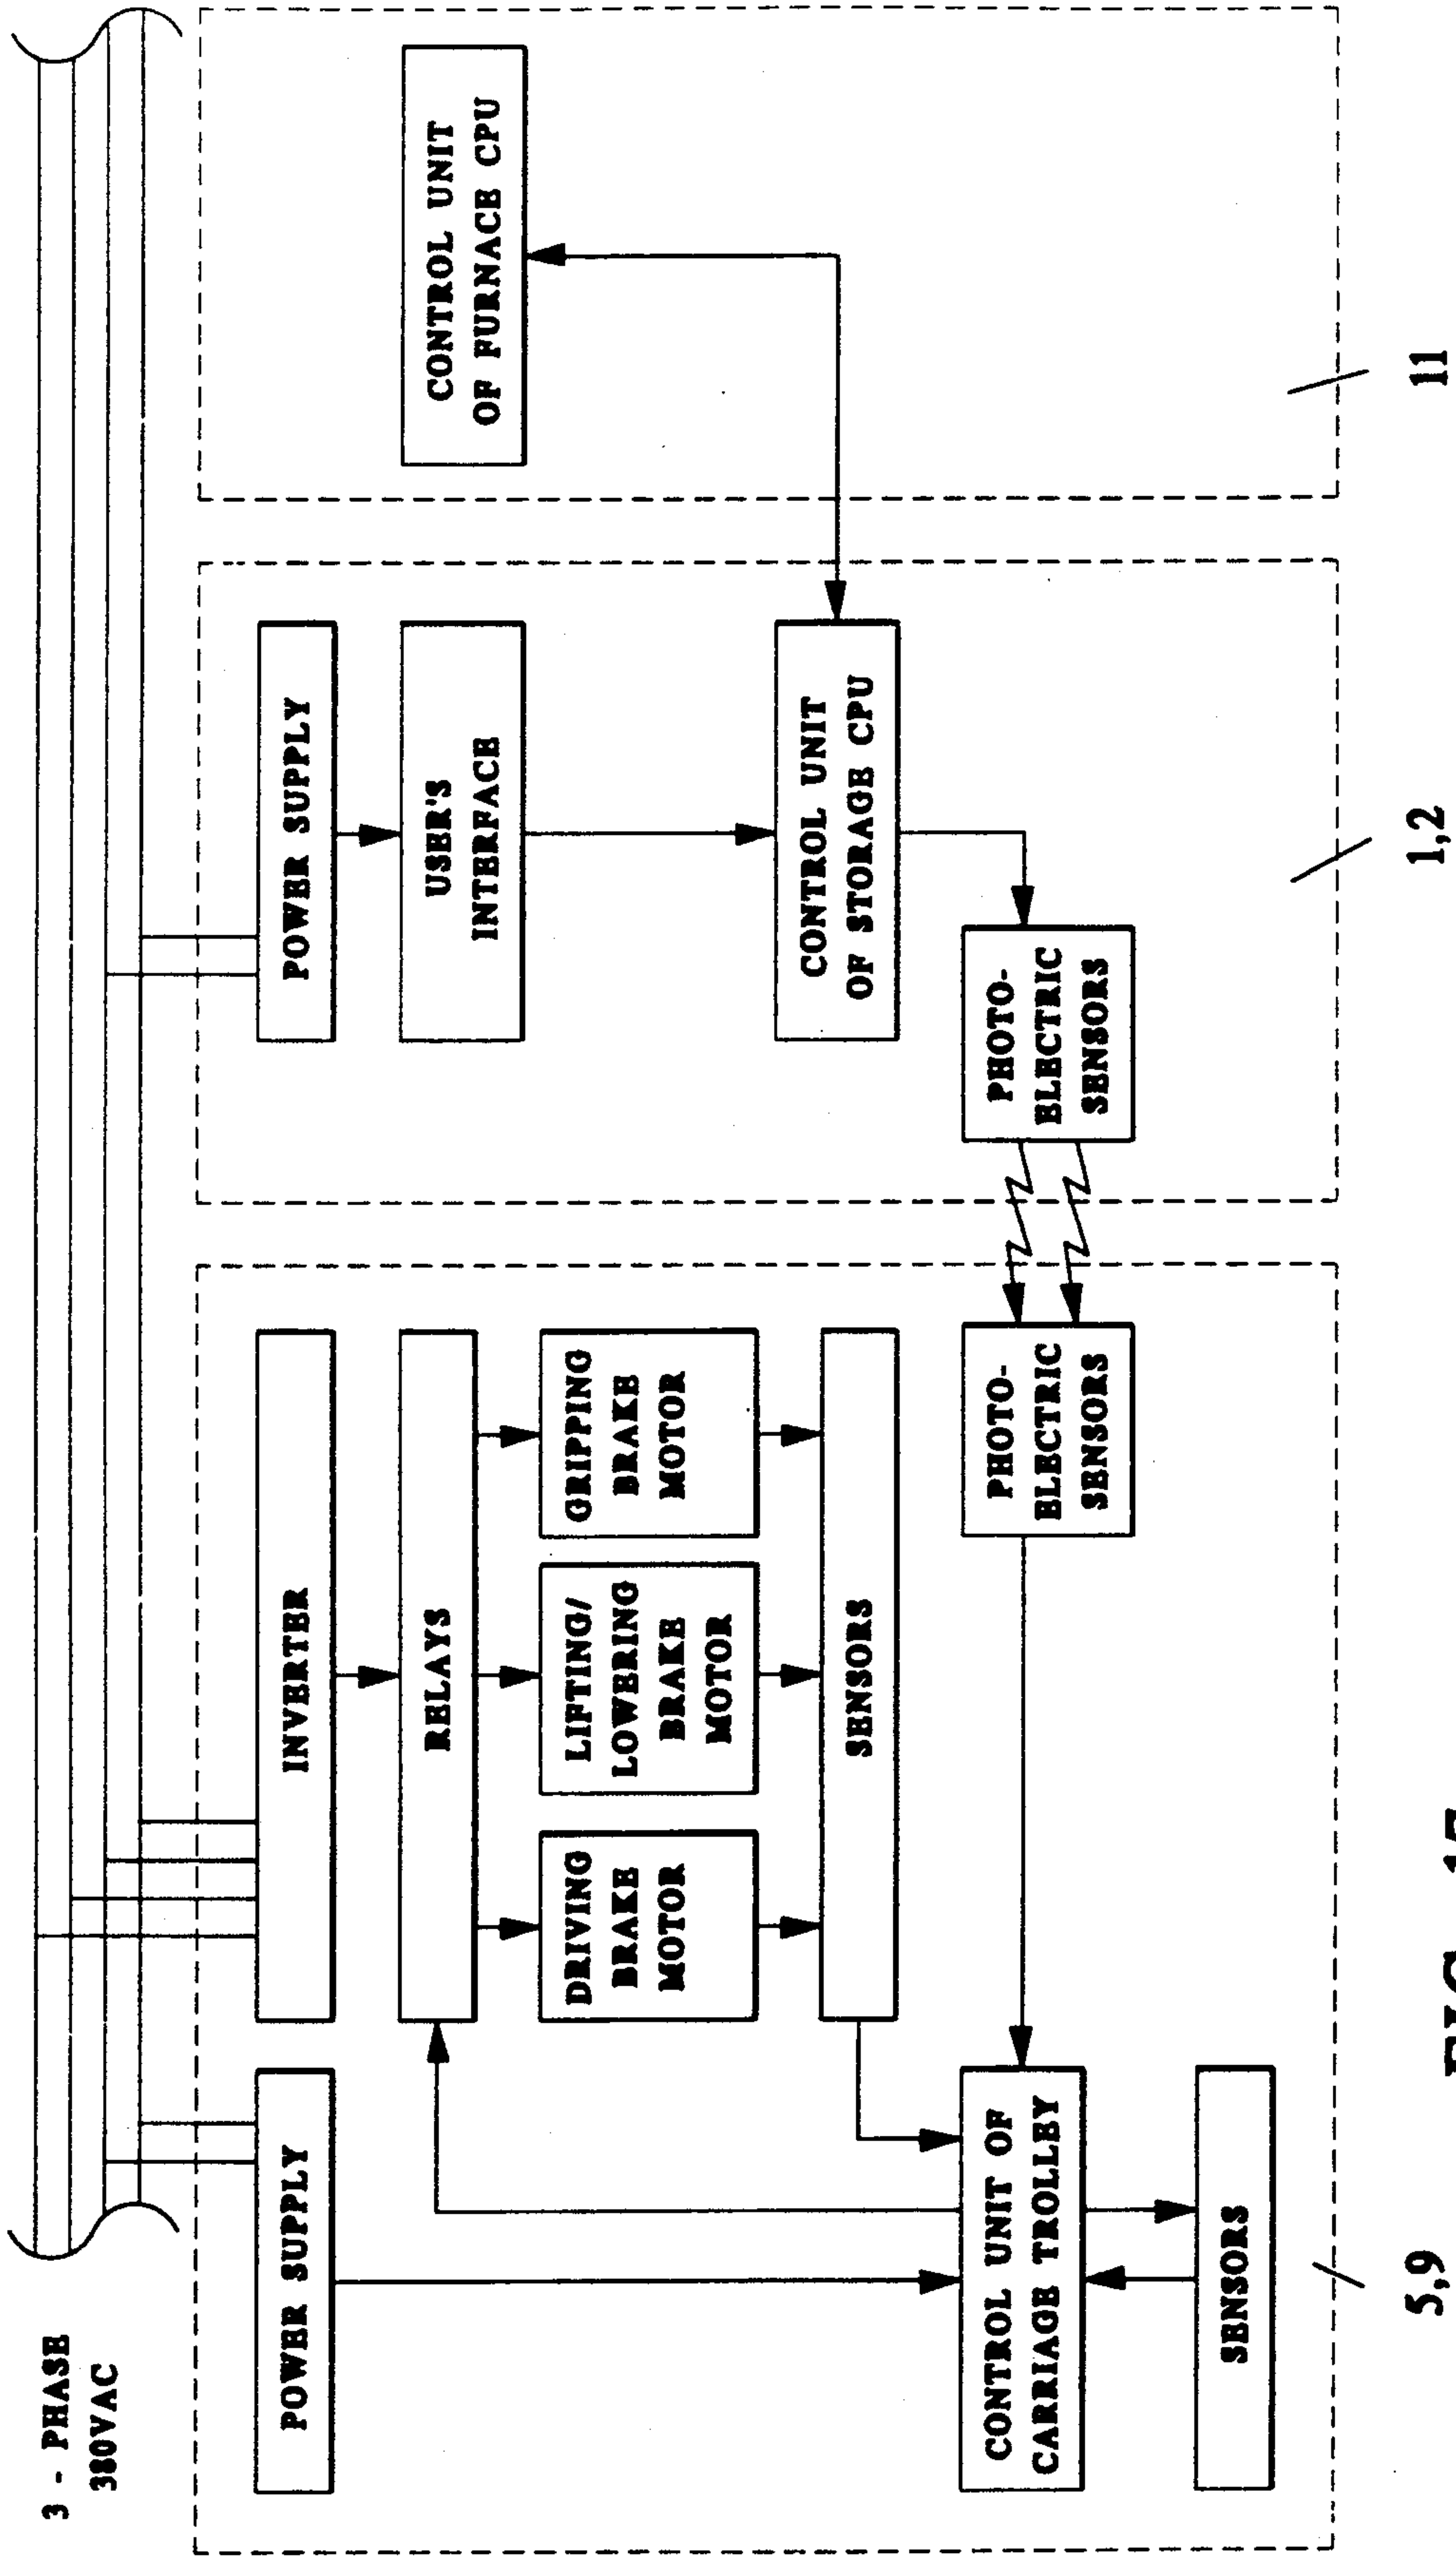 3 - PHASE
380VAC
POWER SUPPLY
INVERTER
RELAYS
DRIVING
BRAKE
MOTOR
LIFTING/
LOWERING
BRAKE
MOTOR
GRIPPING
BRAKE
MOTOR
SENSORS
CONTROL UNIT OF
CARRIAGE TROLLEY
PHOTO-
ELECTRIC
SENSORS
SENSORS
5,9
POWER SUPPLY
USER'S
INTERFACE
CONTROL UNIT
OF STORAGE CPU
PHOTO-
ELECTRIC
SENSORS
1,2
CONTROL UNIT
OF FURNACE CPU
11